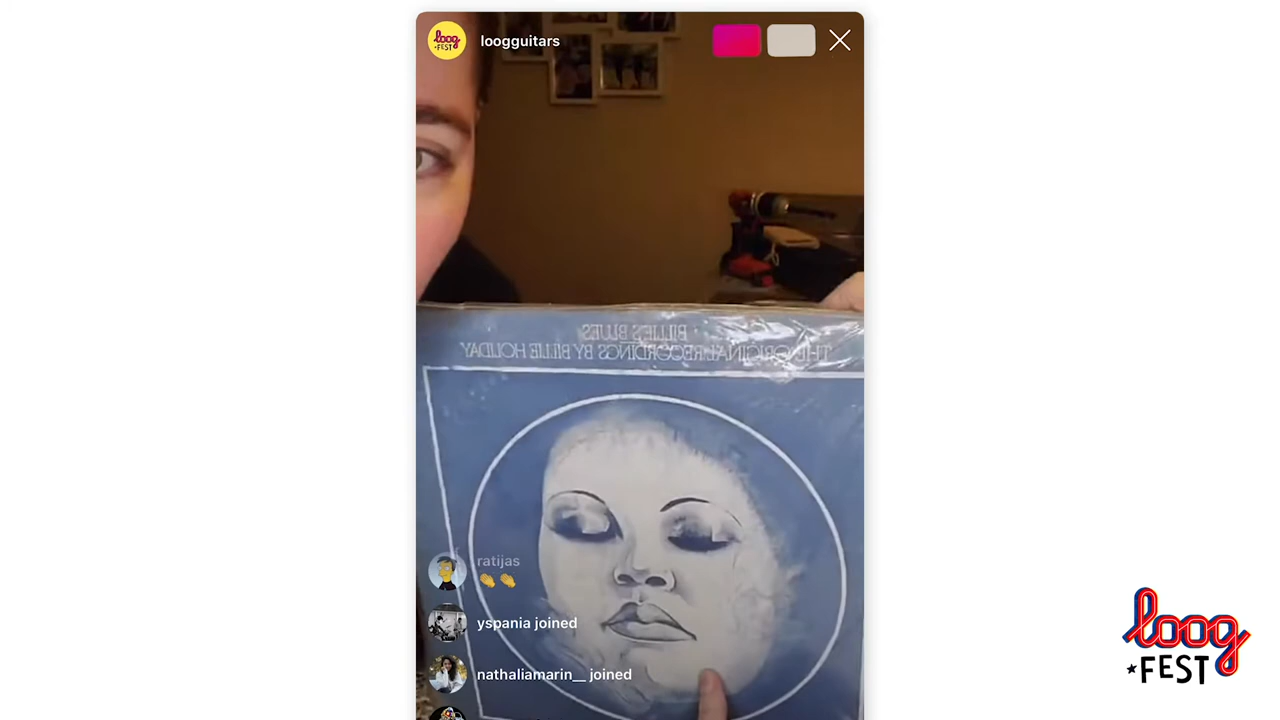 loog
FEST
loogguitars
BILLIE'S BLUES
THE ORIGINAL RECORDINGS BY BILLIE HOLIDAY
ratijas
👏👏
yspania joined
nathaliamarin__ joined
loog
★FEST